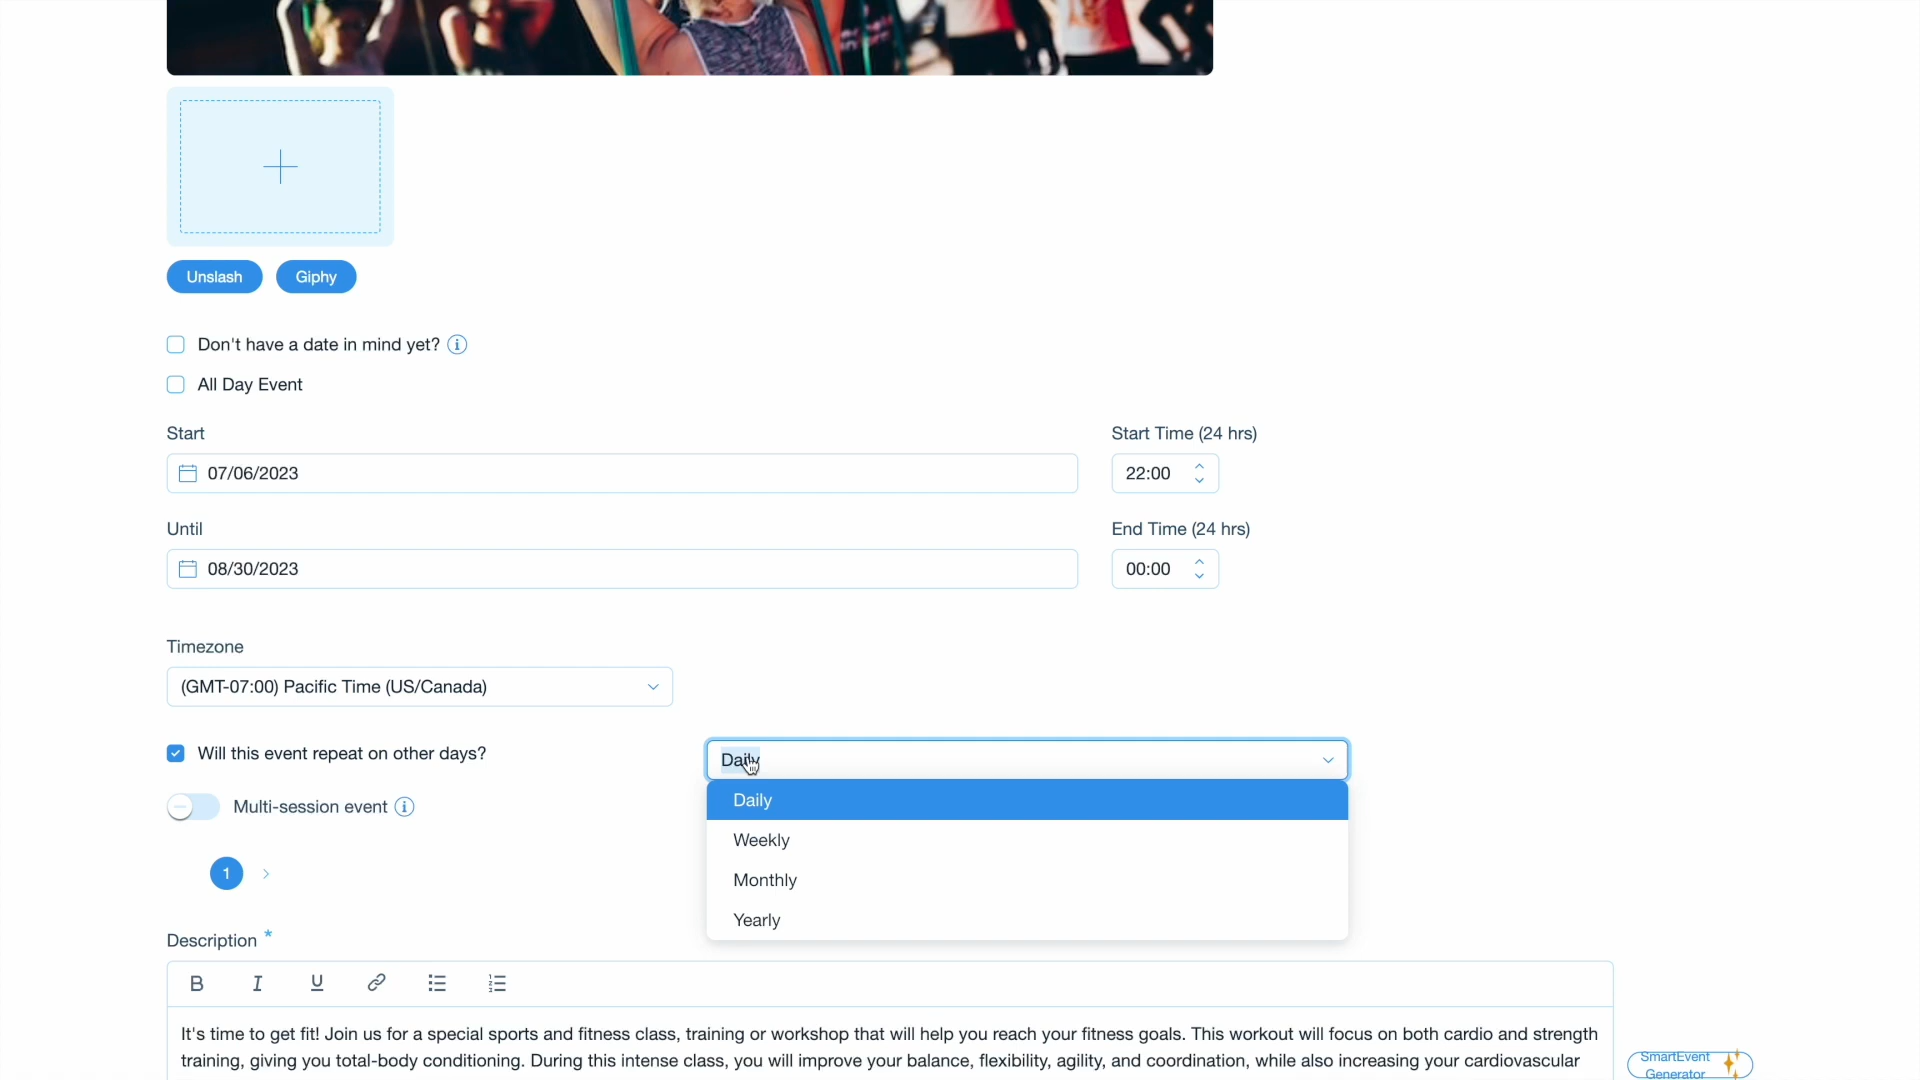 Unslash
Giphy
Don't have a date in mind yet?
All Day Event
Start
Start Time (24 hrs)
07/06/2023
22:00
Until
End Time (24 hrs)
08/30/2023
00:00
Timezone
(GMT-07:00) Pacific Time (US/Canada)
Will this event repeat on other days?
Daily
Multi-session event
Daily
Weekly
Monthly
Yearly
1
Description *
B I U
It's time to get fit! Join us for a special sports and fitness class, training or workshop that will help you reach your fitness goals. This workout will focus on both cardio and strength
training, giving you total-body conditioning. During this intense class, you will improve your balance, flexibility, agility, and coordination, while also increasing your cardiovascular
SmartEvent
Generator